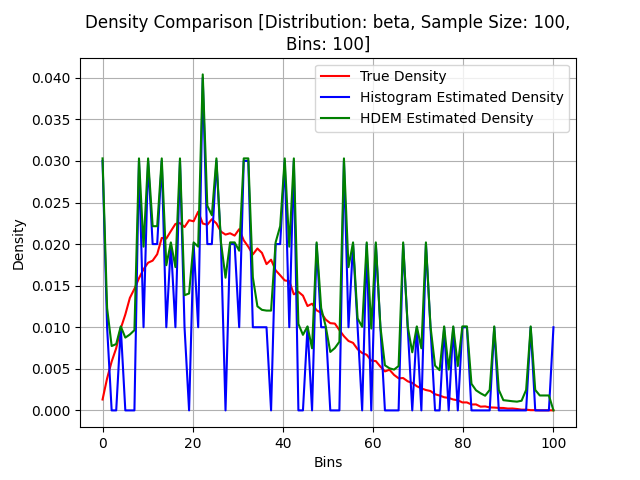 Density Comparison [Distribution: beta, Sample Size: 100,
Bins: 100]
True Density
Histogram Estimated Density
HDEM Estimated Density
0.040
0.035
0.030
0.025
0.020
0.015
0.010
0.005
0.000
Density
0 20 40 60 80 100
Bins